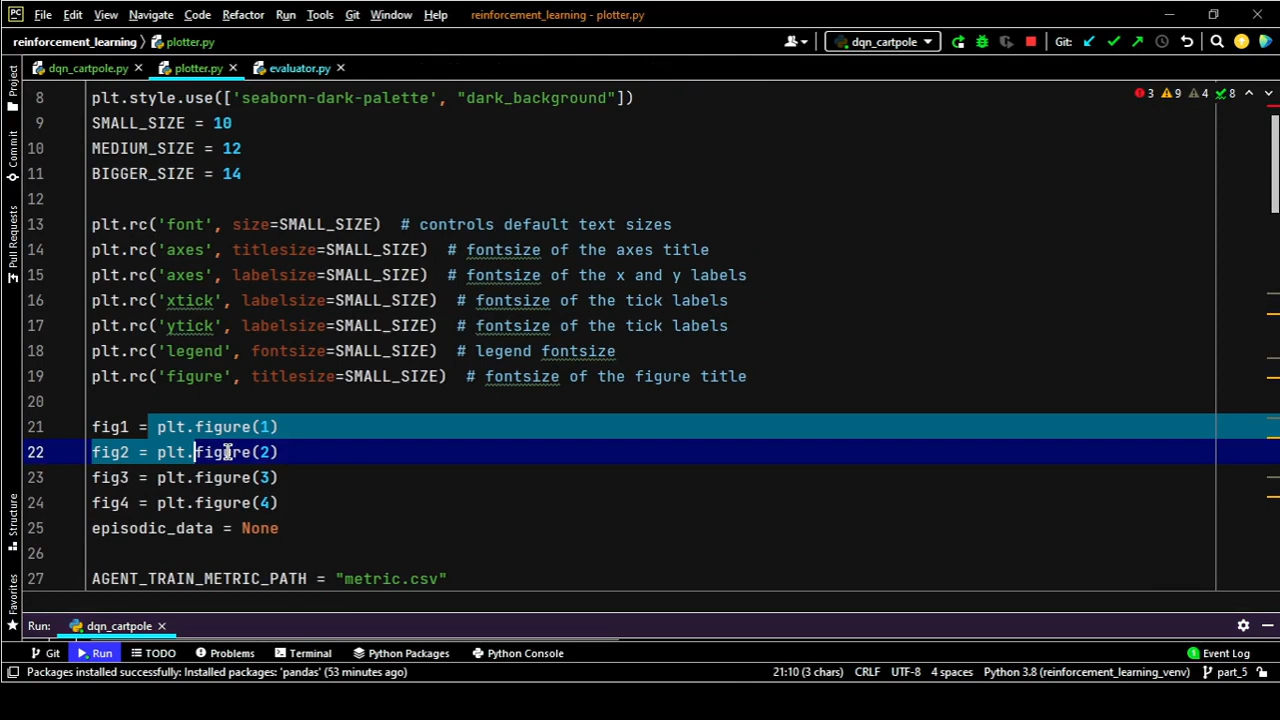 PC File Edit View Navigate Code Refactor Run Tools Git Window Help reinforcement_learning - plotter.py
reinforcement_learning plotter.py dqn_cartpole Git:
dqn_cartpole.py plotter.py evaluator.py
8 plt.style.use(['seaborn-dark-palette', "dark_background"]) 3 9 4 8
9 SMALL_SIZE = 10
10 MEDIUM_SIZE = 12
11 BIGGER_SIZE = 14
12
13 plt.rc('font', size=SMALL_SIZE) # controls default text sizes
14 plt.rc('axes', titlesize=SMALL_SIZE) # fontsize of the axes title
15 plt.rc('axes', labelsize=SMALL_SIZE) # fontsize of the x and y labels
16 plt.rc('xtick', labelsize=SMALL_SIZE) # fontsize of the tick labels
17 plt.rc('ytick', labelsize=SMALL_SIZE) # fontsize of the tick labels
18 plt.rc('legend', fontsize=SMALL_SIZE) # legend fontsize
19 plt.rc('figure', titlesize=SMALL_SIZE) # fontsize of the figure title
20
21 fig1 = plt.figure(1)
22 fig2 = plt.figure(2)
23 fig3 = plt.figure(3)
24 fig4 = plt.figure(4)
25 episodic_data = None
26
27 AGENT_TRAIN_METRIC_PATH = "metric.csv"
Project
Commit
Pull Requests
Structure
Favorites
Run: dqn_cartpole
Git Run TODO Problems Terminal Python Packages Python Console 1 Event Log
Packages installed successfully: Installed packages: 'pandas' (53 minutes ago) 21:10 (3 chars) CRLF UTF-8 4 spaces Python 3.8 (reinforcement_learning_venv) part_5